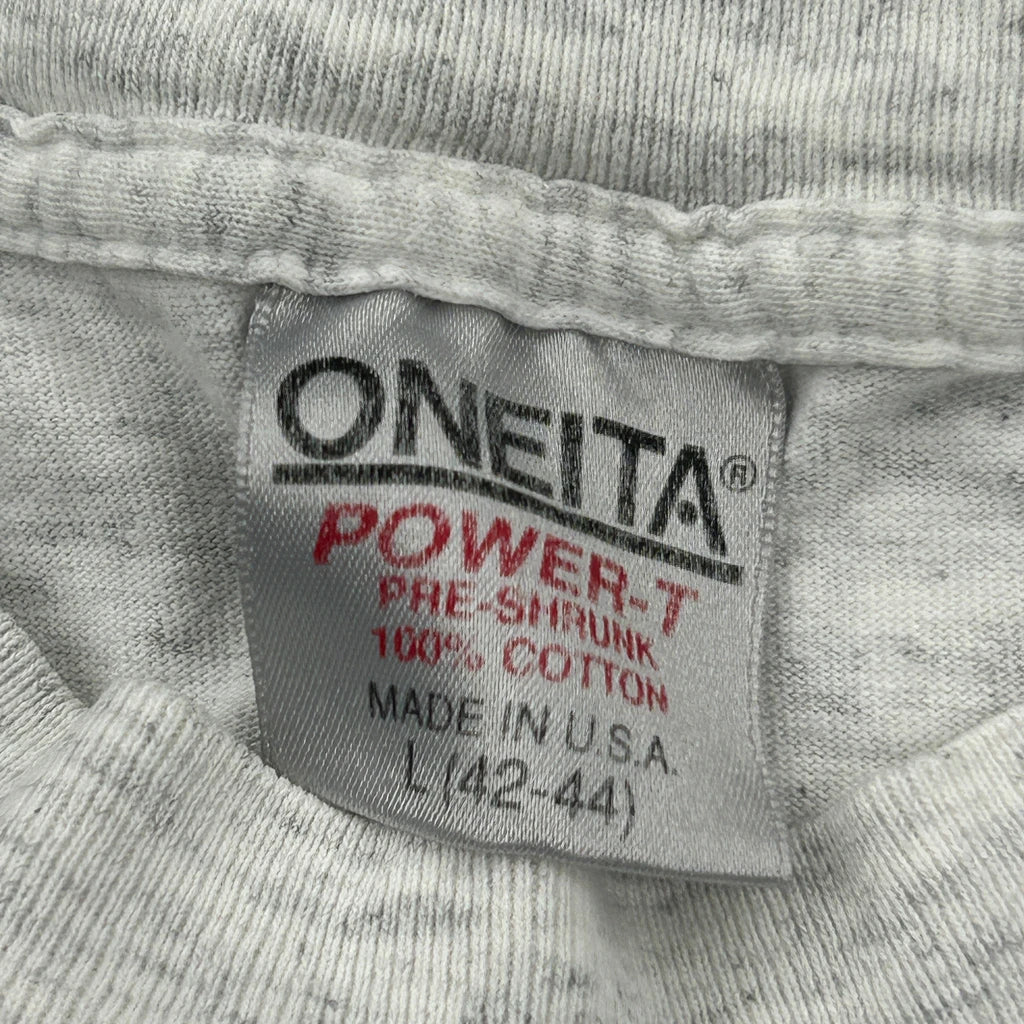 ONEITA®
POWER-T
PRE-SHRUNK
100% COTTON
MADE IN U.S.A.
L(42-44)